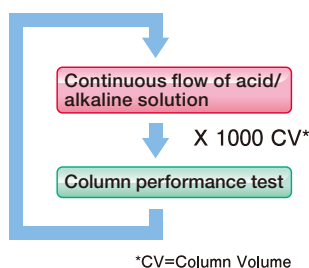 Continuous flow of acid/
alkaline solution
X 1000 CV*
Column performance test
*CV=Column Volume